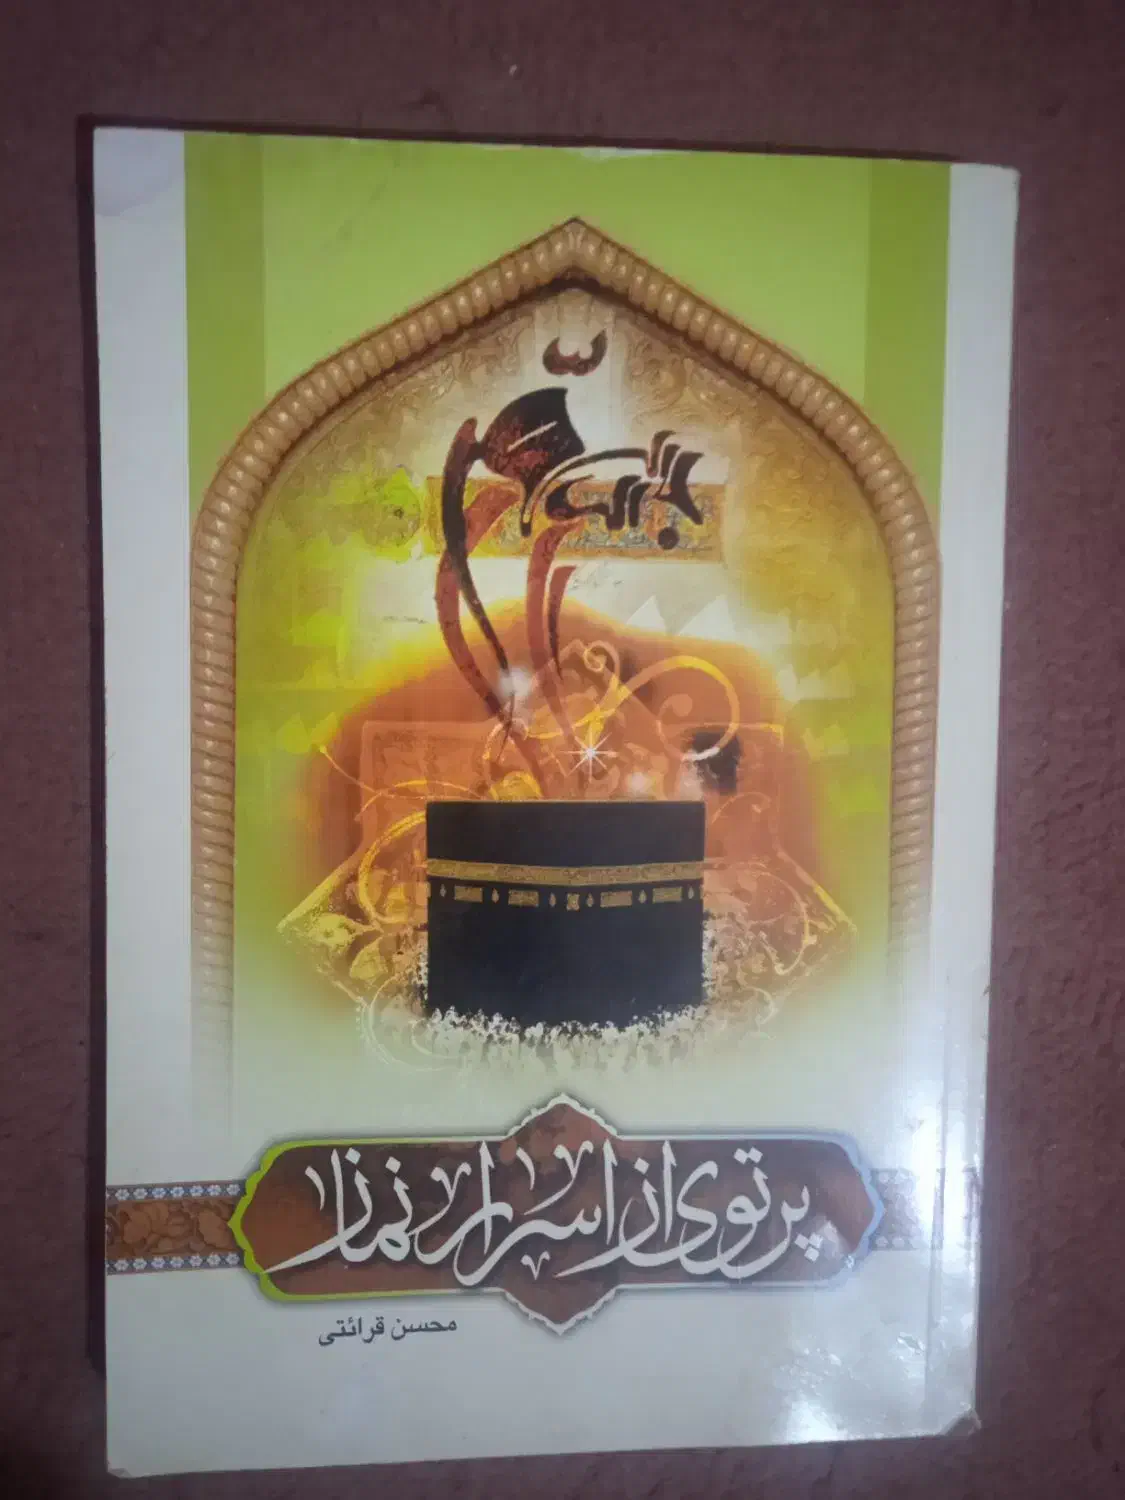 پرتوی از اسرار نماز
محسن قرائتی